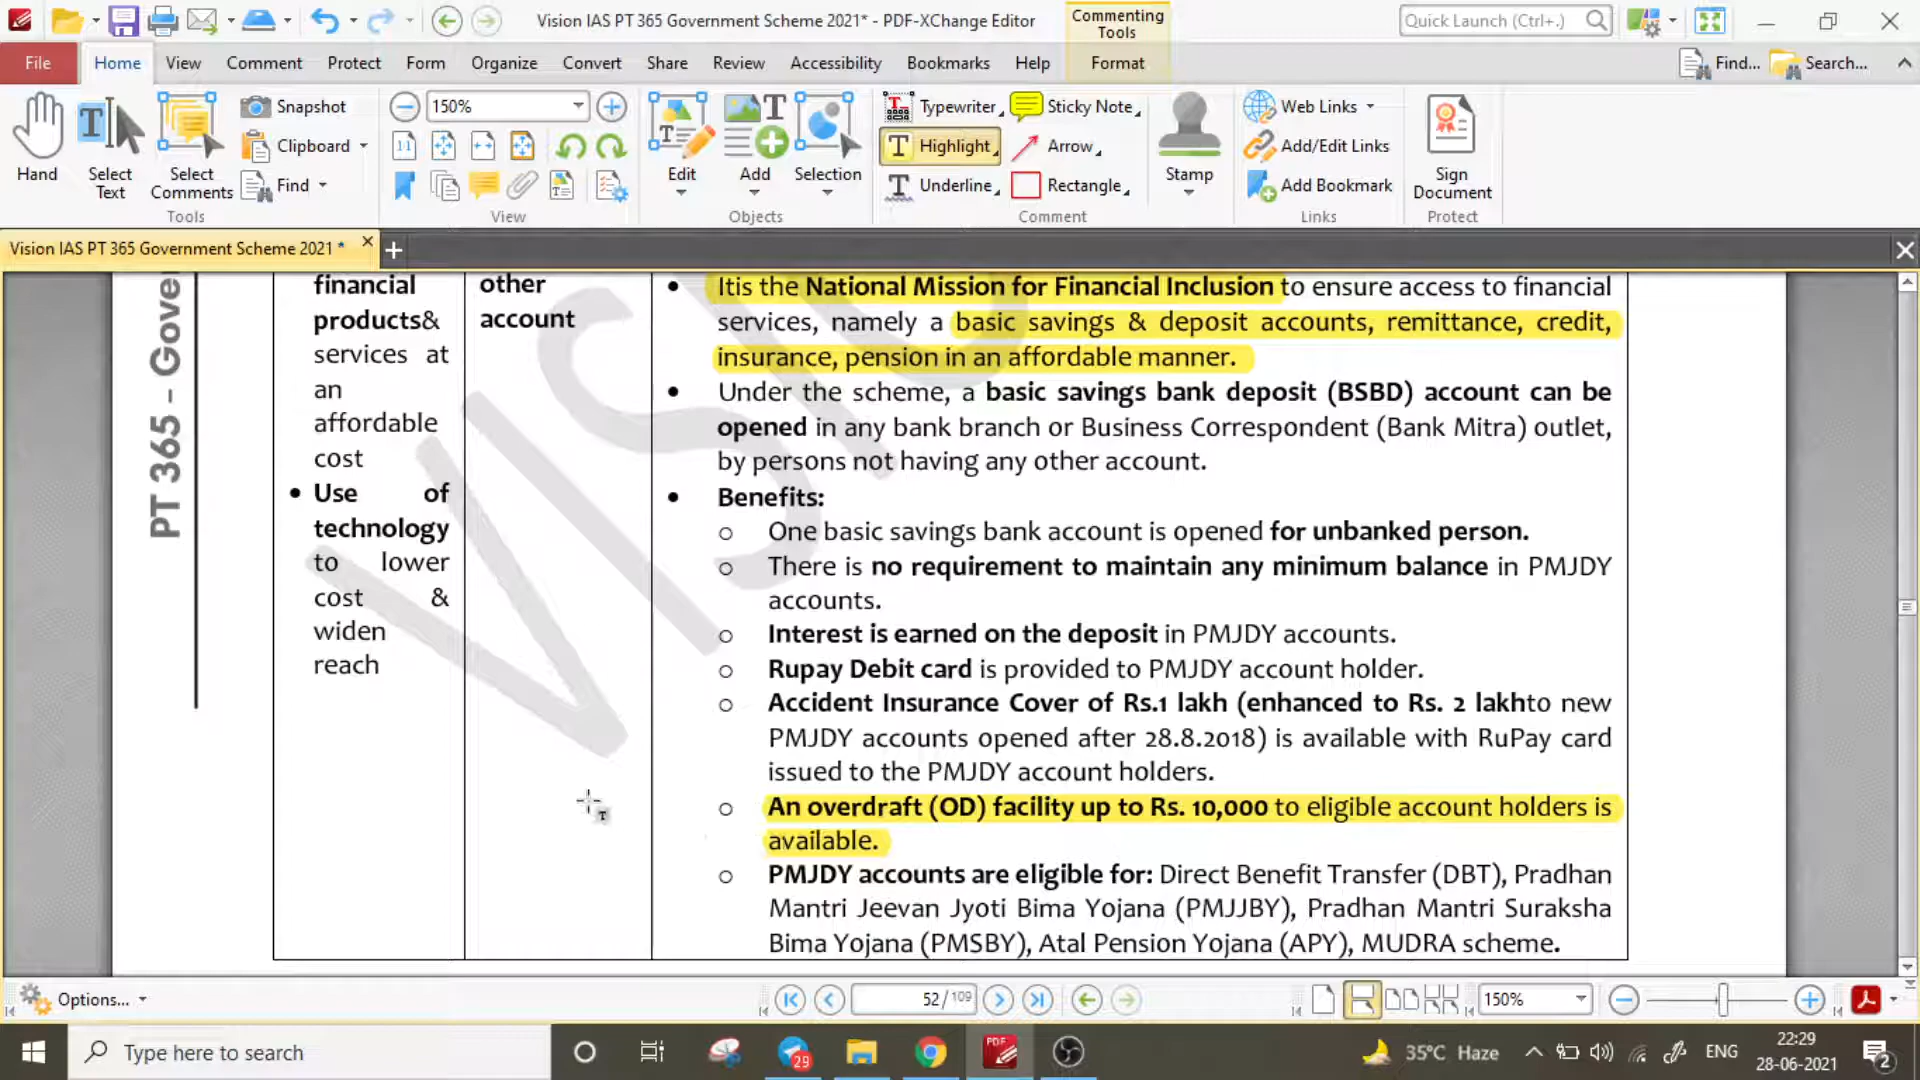 Vision IAS PT 365 Government Scheme 2021* - PDF-XChange Editor
Commenting Tools
Quick Launch (Ctrl+.)
File Home View Comment Protect Form Organize Convert Share Review Accessibility Bookmarks Help Format Find... Search...
Hand
Select Text
Select Comments
Snapshot
Clipboard
Find
Tools
150%
View
Edit
Add
Selection
Objects
Typewriter
Highlight
Underline
Sticky Note
Arrow
Rectangle
Stamp
Comment
Web Links
Add/Edit Links
Add Bookmark
Links
Sign Document
Protect
Vision IAS PT 365 Government Scheme 2021 *
PT 365 - Gove
financial
products&
services at
an
affordable
cost
• Use of
technology
to lower
cost &
widen
reach
other
account
• Itis the National Mission for Financial Inclusion to ensure access to financial
services, namely a basic savings & deposit accounts, remittance, credit,
insurance, pension in an affordable manner.
• Under the scheme, a basic savings bank deposit (BSBD) account can be
opened in any bank branch or Business Correspondent (Bank Mitra) outlet,
by persons not having any other account.
• Benefits:
o One basic savings bank account is opened for unbanked person.
o There is no requirement to maintain any minimum balance in PMJDY
accounts.
o Interest is earned on the deposit in PMJDY accounts.
o Rupay Debit card is provided to PMJDY account holder.
o Accident Insurance Cover of Rs.1 lakh (enhanced to Rs. 2 lakhto new
PMJDY accounts opened after 28.8.2018) is available with RuPay card
issued to the PMJDY account holders.
o An overdraft (OD) facility up to Rs. 10,000 to eligible account holders is
available.
o PMJDY accounts are eligible for: Direct Benefit Transfer (DBT), Pradhan
Mantri Jeevan Jyoti Bima Yojana (PMJJBY), Pradhan Mantri Suraksha
Bima Yojana (PMSBY), Atal Pension Yojana (APY), MUDRA scheme.
VISIO
Options...
52 / 109
150%
Type here to search
29
PDF
35°C Haze
ENG
22:29
28-06-2021
2